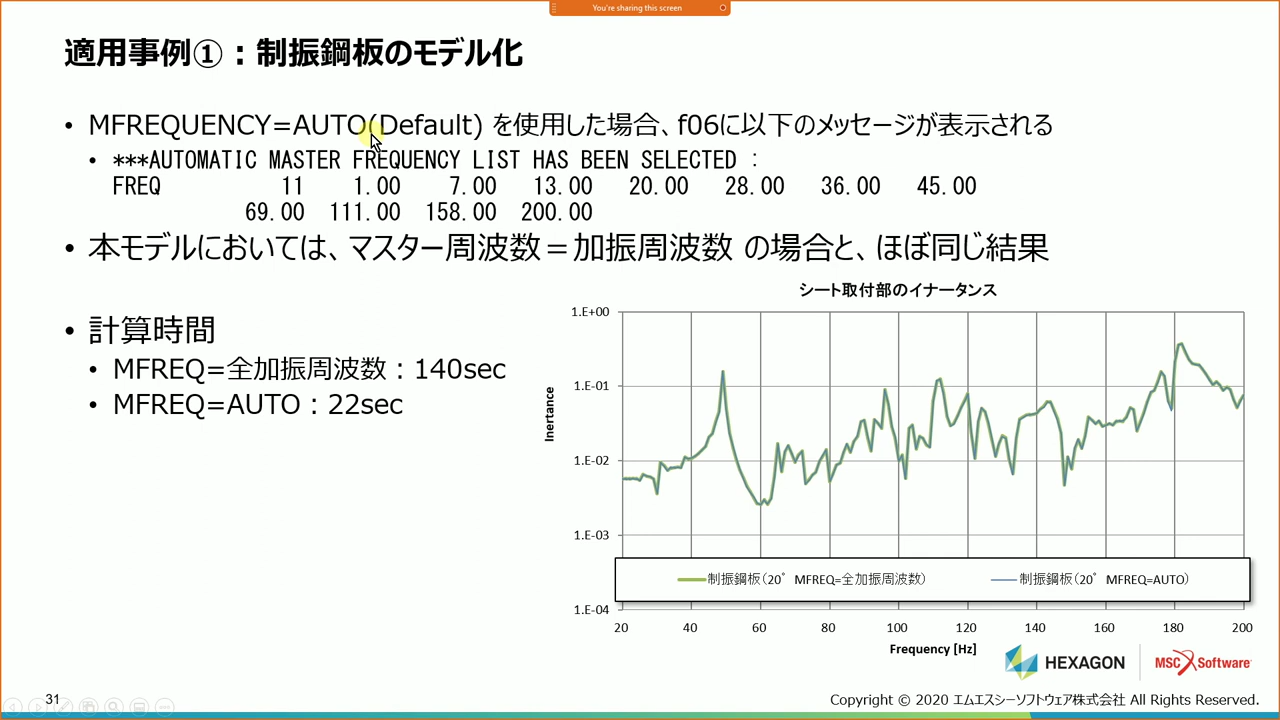 You're sharing this screen
適用事例①：制振鋼板のモデル化
• MFREQUENCY=AUTO(Default) を使用した場合、f06に以下のメッセージが表示される
• ***AUTOMATIC MASTER FREQUENCY LIST HAS BEEN SELECTED :
FREQ 11 1.00 7.00 13.00 20.00 28.00 36.00 45.00
69.00 111.00 158.00 200.00
• 本モデルにおいては、マスター周波数＝加振周波数 の場合と、ほぼ同じ結果
• 計算時間
• MFREQ=全加振周波数：140sec
• MFREQ=AUTO：22sec
シート取付部のイナータンス
1.E+00
1.E-01
1.E-02
1.E-03
1.E-04
Inertance
制振鋼板（20°MFREQ=全加振周波数） 制振鋼板（20°MFREQ=AUTO）
20 40 60 80 100 120 140 160 180 200
Frequency [Hz]
HEXAGON MSC Software
31
Copyright © 2020 エムエスシーソフトウェア株式会社 All Rights Reserved.